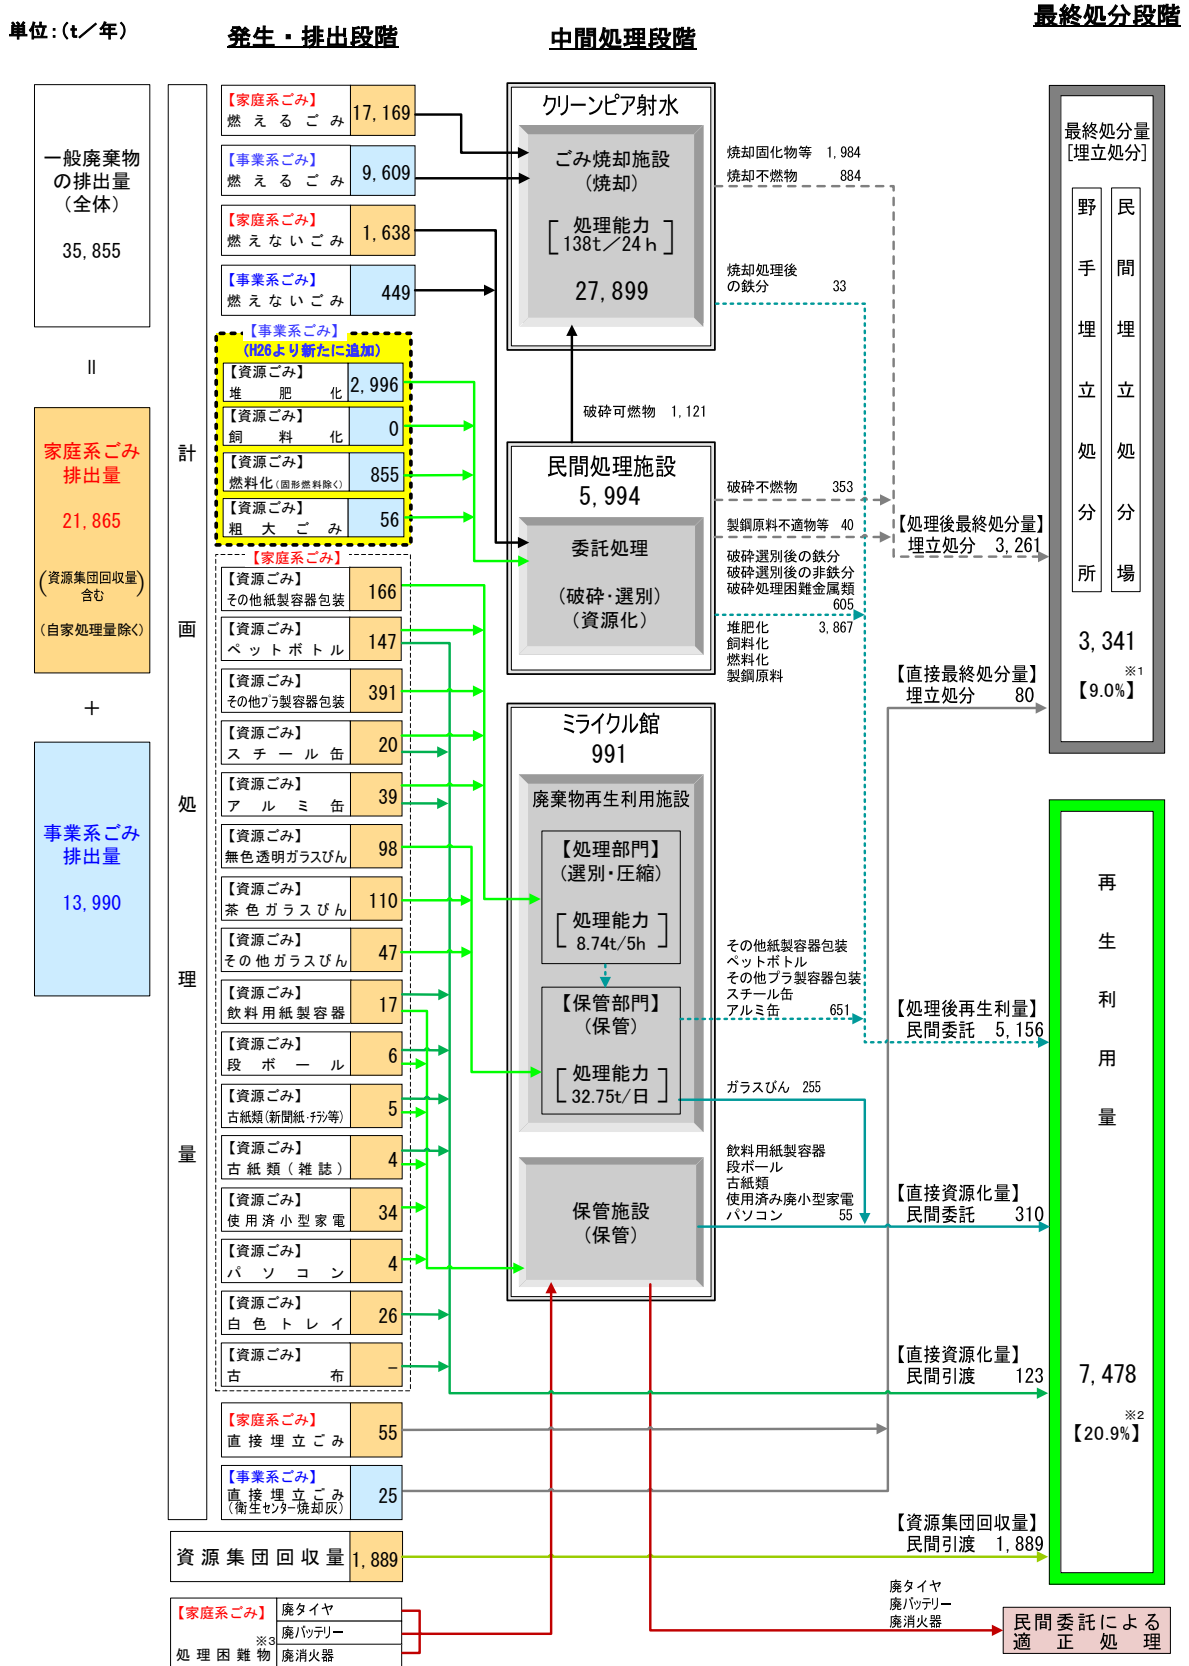 単位：（ｔ／年）
発生・排出段階
中間処理段階
最終処分段階
一般廃棄物
の排出量
（全体）
35,855
＝
家庭系ごみ
排出量
21,865
（資源集団回収量
含む）
（自家処理量除く）
＋
事業系ごみ
排出量
13,990
計画処理量
【家庭系ごみ】
燃えるごみ 17,169
【事業系ごみ】
燃えるごみ 9,609
【家庭系ごみ】
燃えないごみ 1,638
【事業系ごみ】
燃えないごみ 449
【事業系ごみ】
（H26より新たに追加）
【資源ごみ】
堆肥化 2,996
【資源ごみ】
飼料化 0
【資源ごみ】
燃料化（固形燃料除く） 855
【資源ごみ】
粗大ごみ 56
【家庭系ごみ】
【資源ごみ】
その他紙製容器包装 166
【資源ごみ】
ペットボトル 147
【資源ごみ】
その他プラ製容器包装 391
【資源ごみ】
スチール缶 20
【資源ごみ】
アルミ缶 39
【資源ごみ】
無色透明ガラスびん 98
【資源ごみ】
茶色ガラスびん 110
【資源ごみ】
その他ガラスびん 47
【資源ごみ】
飲料用紙製容器 17
【資源ごみ】
段ボール 6
【資源ごみ】
古紙類（新聞紙・チラシ等） 5
【資源ごみ】
古紙類（雑誌） 4
【資源ごみ】
使用済小型家電 34
【資源ごみ】
パソコン 4
【資源ごみ】
白色トレイ 26
【資源ごみ】
古布 －
【家庭系ごみ】
直接埋立ごみ 55
【事業系ごみ】
直接埋立ごみ 25
（衛生センター焼却灰）
資源集団回収量 1,889
【家庭系ごみ】
※3
処理困難物
廃タイヤ
廃バッテリー
廃消火器
クリーンピア射水
ごみ焼却施設
（焼却）
［処理能力
138t／24ｈ］
27,899
破砕可燃物 1,121
民間処理施設
5,994
委託処理
（破砕・選別）
（資源化）
ミライクル館
991
廃棄物再生利用施設
【処理部門】
（選別・圧縮）
［処理能力
8.74t/5h］
【保管部門】
（保管）
［処理能力
32.75t/日］
保管施設
（保管）
焼却固化物等 1,984
焼却不燃物 884
焼却処理後
の鉄分 33
破砕不燃物 353
製鋼原料不適物等 40
破砕選別後の鉄分
破砕選別後の非鉄分
破砕処理困難金属類
605
堆肥化 3,867
飼料化
燃料化
製鋼原料
その他紙製容器包装
ペットボトル
その他プラ製容器包装
スチール缶
アルミ缶 651
ガラスびん 255
飲料用紙製容器
段ボール
古紙類
使用済み廃小型家電
パソコン 55
【処理後最終処分量】
埋立処分 3,261
【直接最終処分量】
埋立処分 80
【処理後再生利量】
民間委託 5,156
【直接資源化量】
民間委託 310
【直接資源化量】
民間引渡 123
【資源集団回収量】
民間引渡 1,889
廃タイヤ
廃バッテリー
廃消火器
最終処分量
[埋立処分]
野手埋立処分所
民間埋立処分場
3,341
※1
【9.0%】
再生利用量
7,478
※2
【20.9%】
民間委託による
適正処理